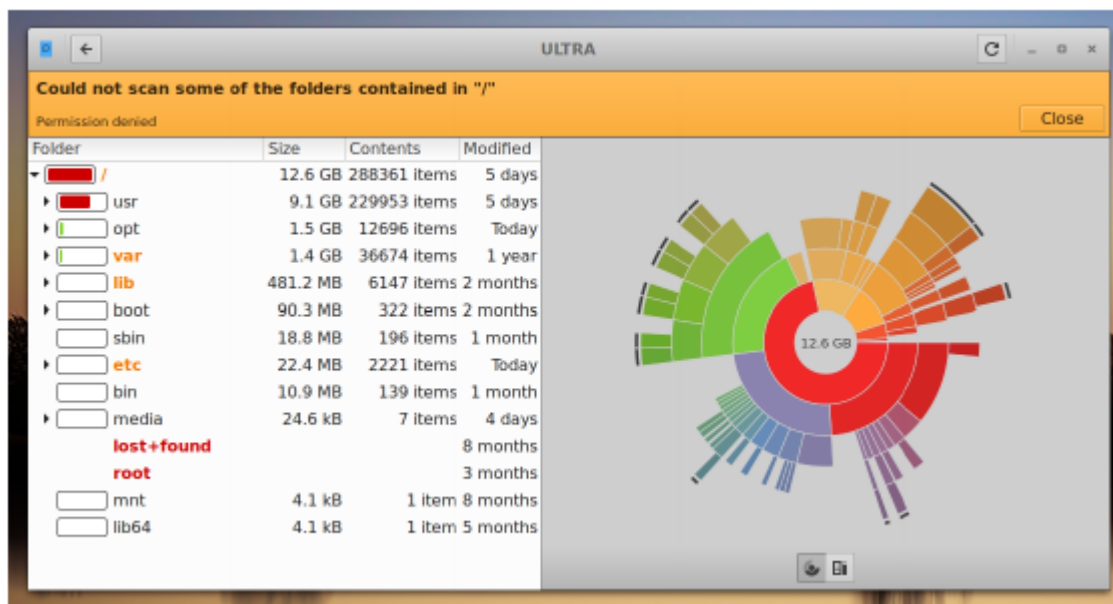 ULTRA
Could not scan some of the folders contained in "/"
Permission denied
Close
Folder Size Contents Modified
/ 12.6 GB 288361 items 5 days
usr 9.1 GB 229953 items 5 days
opt 1.5 GB 12696 items Today
var 1.4 GB 36674 items 1 year
lib 481.2 MB 6147 items 2 months
boot 90.3 MB 322 items 2 months
sbin 18.8 MB 196 items 1 month
etc 22.4 MB 2221 items Today
bin 10.9 MB 139 items 1 month
media 24.6 kB 7 items 4 days
lost+found 8 months
root 3 months
mnt 4.1 kB 1 item 8 months
lib64 4.1 kB 1 item 5 months
12.6 GB